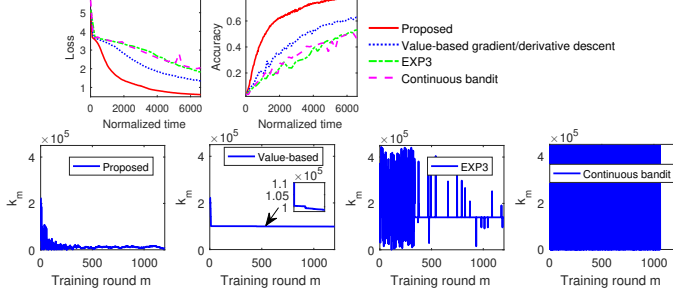 5
4
3
2
1
Loss
0 2000 4000 6000
Normalized time
0.6
0.4
0.2
Accuracy
0 2000 4000 6000
Normalized time
Proposed
Value-based gradient/derivative descent
EXP3
Continuous bandit
× 10^5
4
2
0
k_m
Proposed
0 500 1000
Training round m
× 10^5
4
2
0
k_m
Value-based
× 10^5
1.1
1.05
1
0 500 1000
Training round m
× 10^5
4
2
0
k_m
EXP3
0 500 1000
Training round m
× 10^5
4
2
0
k_m
Continuous bandit
0 500 1000
Training round m